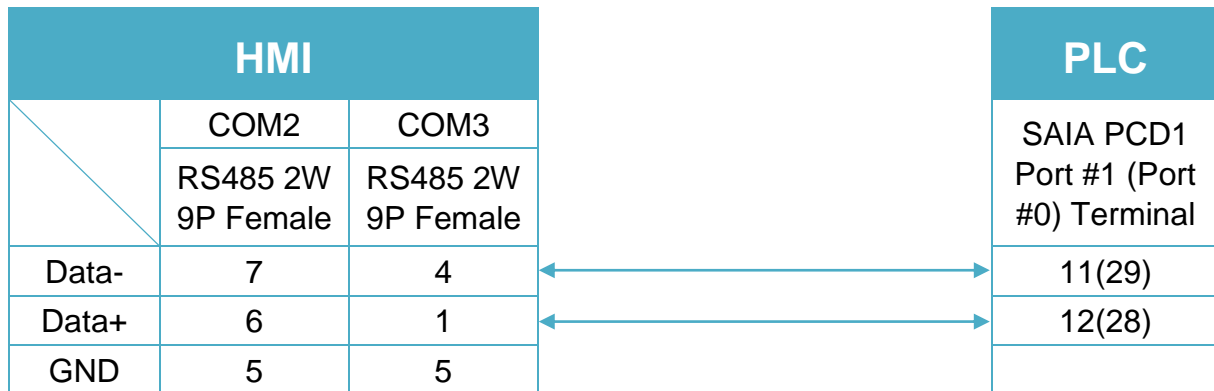 HMI PLC
COM2 COM3 SAIA PCD1
Port #1 (Port
#0) Terminal
RS485 2W RS485 2W
9P Female 9P Female
Data- 7 4 11(29)
Data+ 6 1 12(28)
GND 5 5